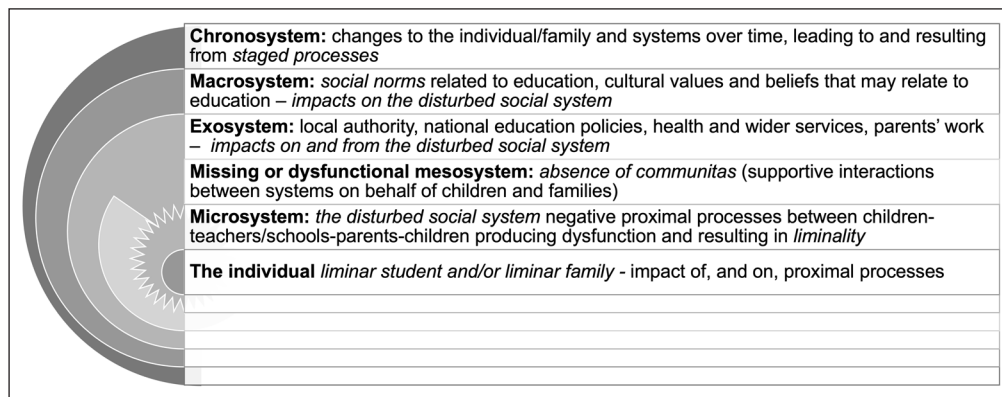 Chronosystem: changes to the individual/family and systems over time, leading to and resulting
from staged processes
Macrosystem: social norms related to education, cultural values and beliefs that may relate to
education – impacts on the disturbed social system
Exosystem: local authority, national education policies, health and wider services, parents' work
– impacts on and from the disturbed social system
Missing or dysfunctional mesosystem: absence of communitas (supportive interactions
between systems on behalf of children and families)
Microsystem: the disturbed social system negative proximal processes between children-
teachers/schools-parents-children producing dysfunction and resulting in liminality
The individual liminar student and/or liminar family - impact of, and on, proximal processes